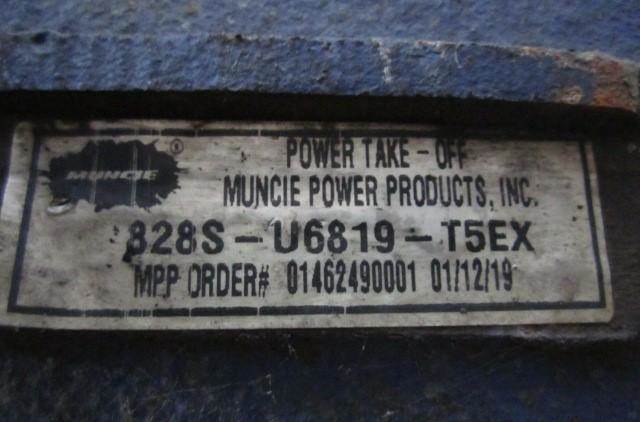 MUNCIE
®
POWER TAKE-OFF
MUNCIE POWER PRODUCTS, INC.
828S-U6819-T5EX
MPP ORDER# 01462490001 01/12/19